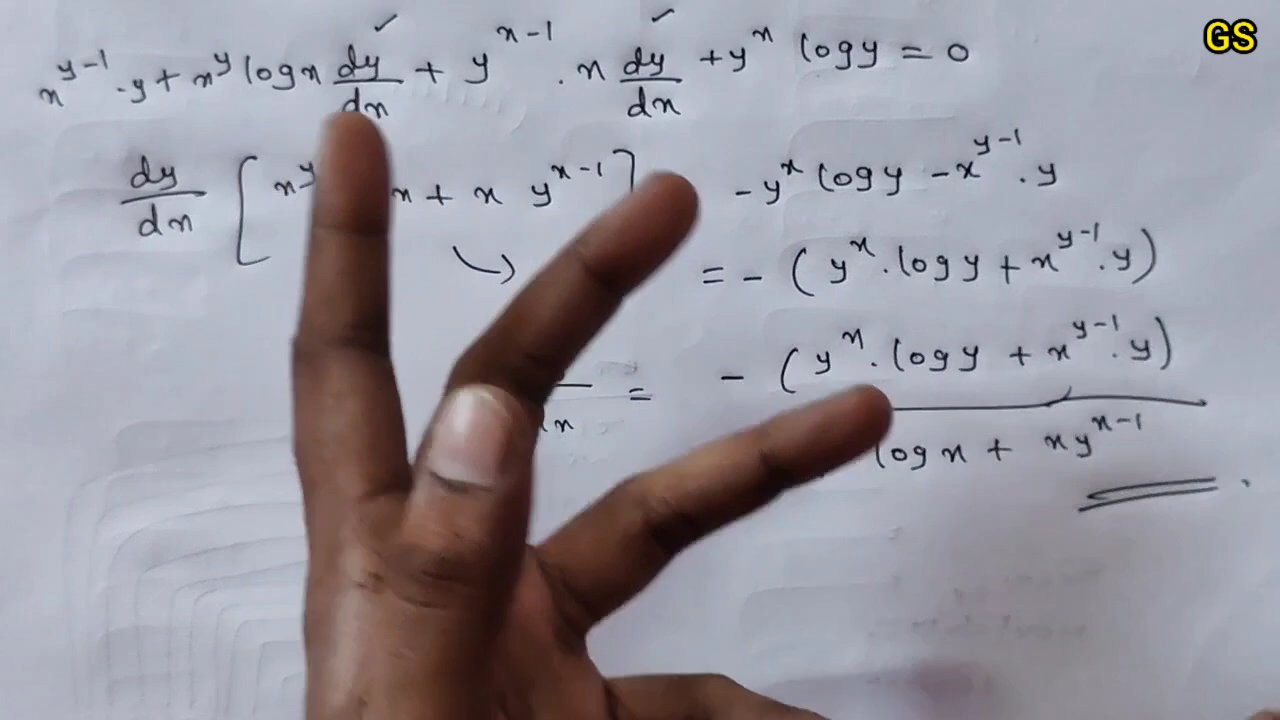 GS
x^{y-1} . y + x^y log x dy/dx + y^{x-1} . x dy/dx + y^x log y = 0
dy/dx [ x^y x + x y^{x-1} ] - y^x log y - x^{y-1} . y
= - ( y^x . log y + x^{y-1} . y )
= - ( y^x . log y + x^{y-1} . y )
log x + x y^{x-1} .